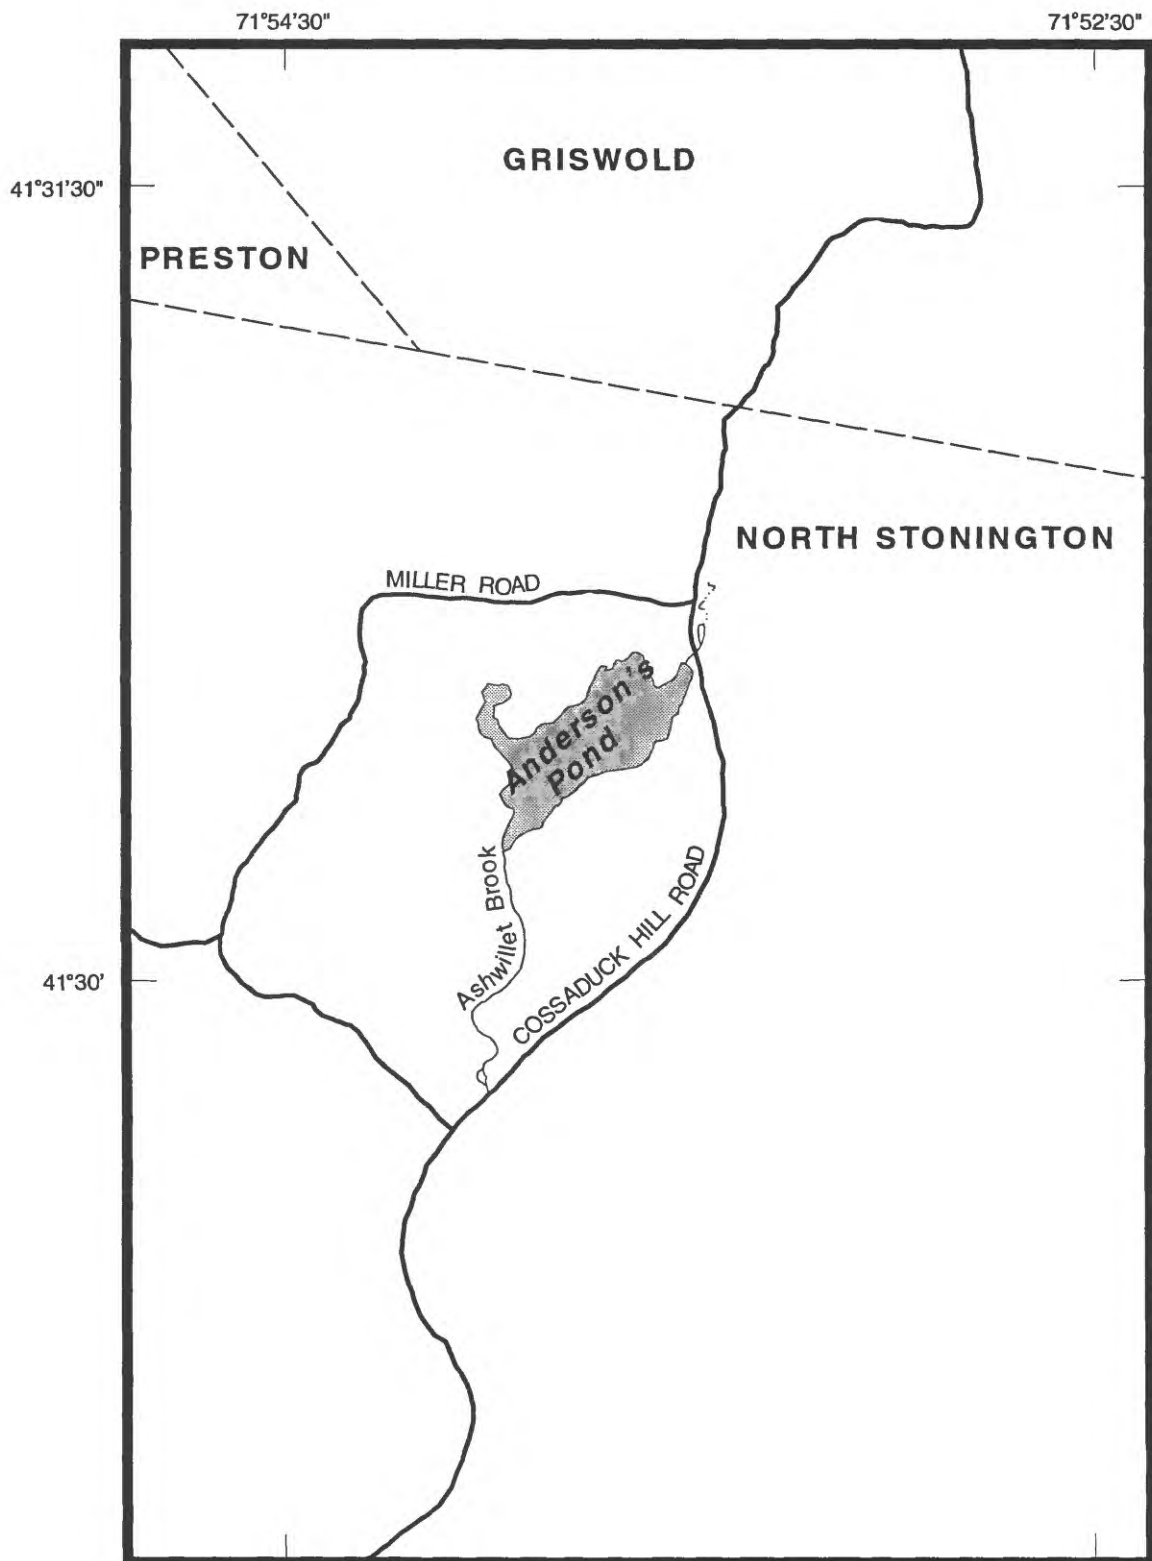 71°54'30"
71°52'30"
GRISWOLD
41°31'30"
PRESTON
NORTH STONINGTON
MILLER ROAD
Anderson's
Pond
Ashwillet Brook
COSSADUCK HILL ROAD
41°30'